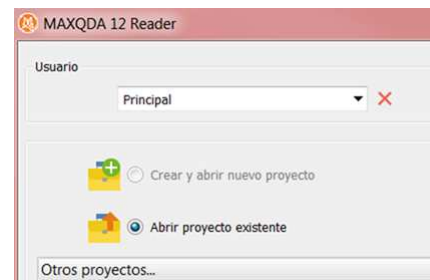 MAXQDA 12 Reader
Usuario
Principal
Crear y abrir nuevo proyecto
Abrir proyecto existente
Otros proyectos...